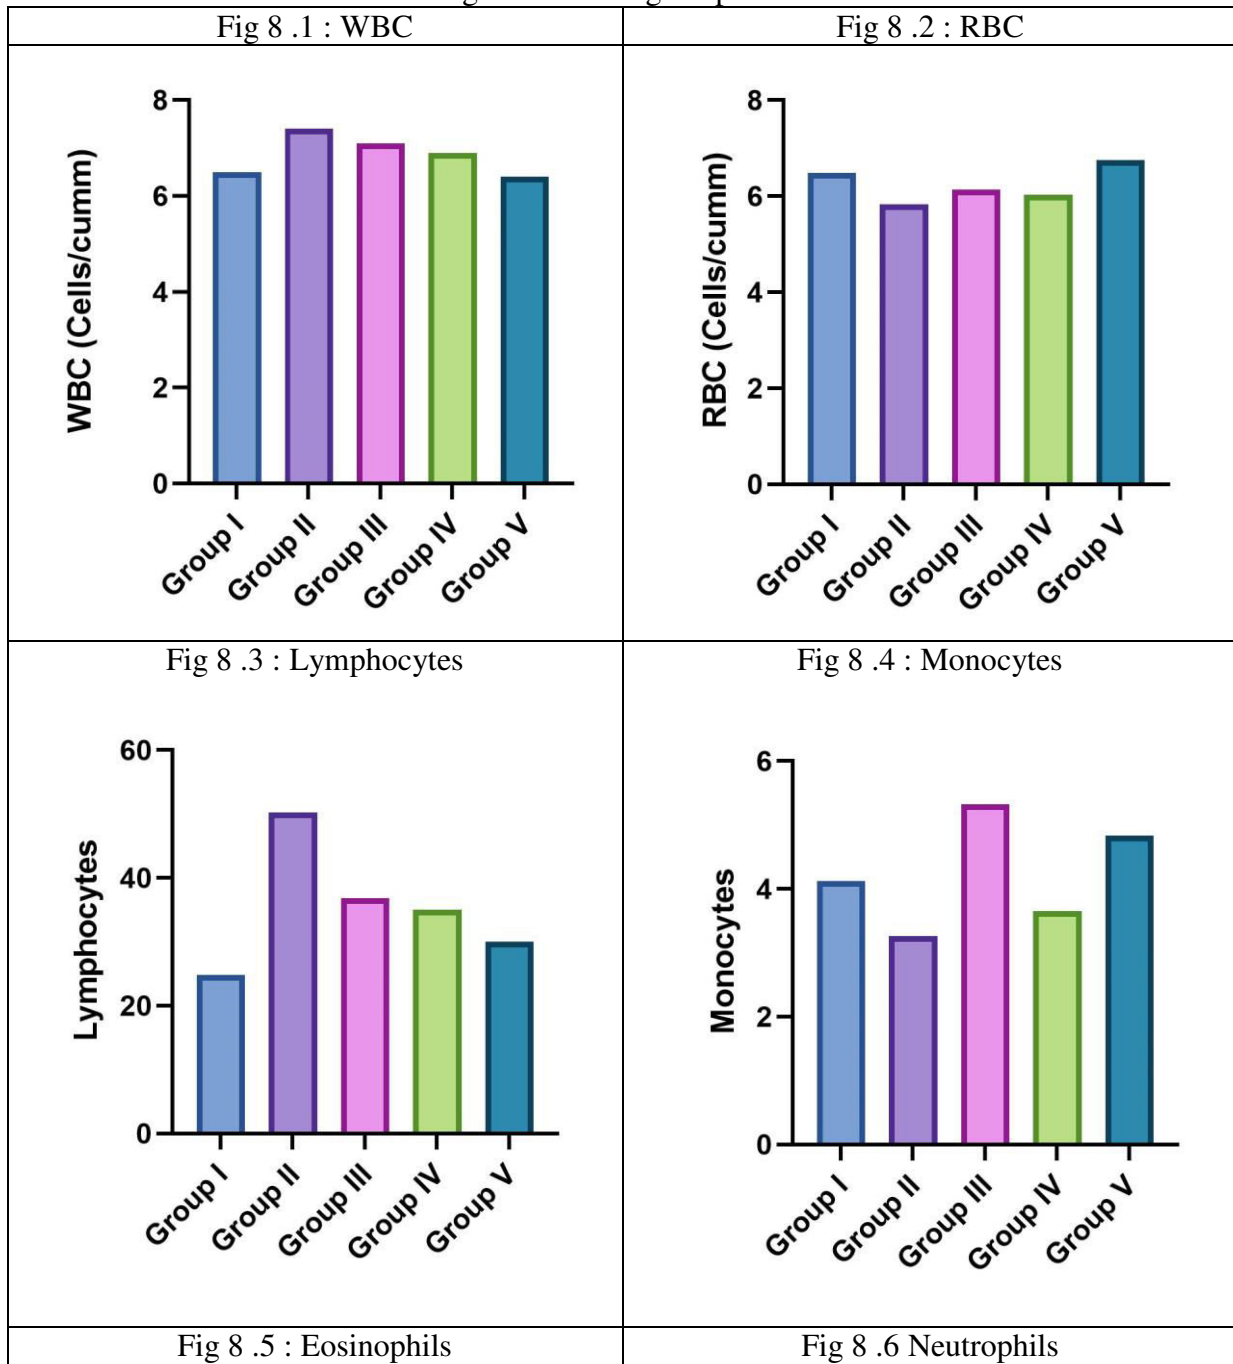 Fig 8 .1 : WBC
Fig 8 .2 : RBC
8
6
4
2
0
WBC (Cells/cumm)
Group I
Group II
Group III
Group IV
Group V
8
6
4
2
0
RBC (Cells/cumm)
Group I
Group II
Group III
Group IV
Group V
Fig 8 .3 : Lymphocytes
Fig 8 .4 : Monocytes
60
40
20
0
Lymphocytes
Group I
Group II
Group III
Group IV
Group V
6
4
2
0
Monocytes
Group I
Group II
Group III
Group IV
Group V
Fig 8 .5 : Eosinophils
Fig 8 .6 Neutrophils